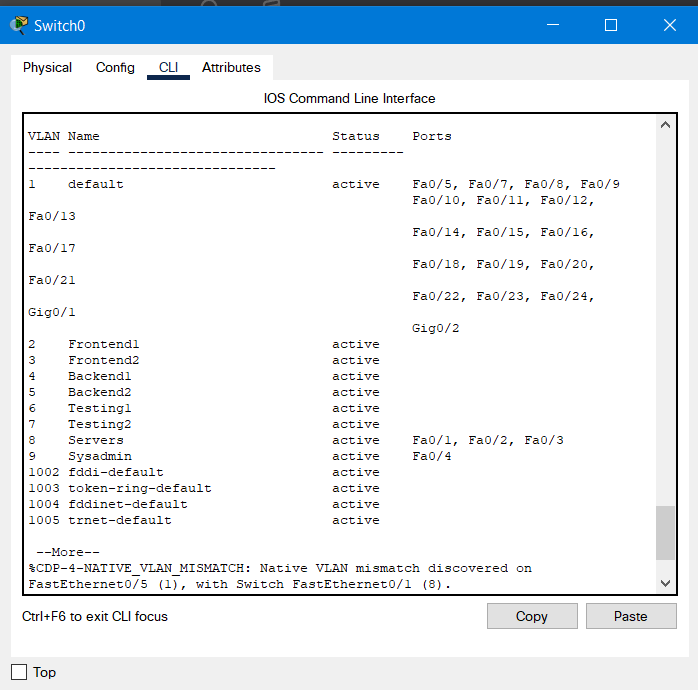 Switch0
Physical Config CLI Attributes
IOS Command Line Interface
VLAN Name                             Status    Ports
---- -------------------------------- ---------
-------------------------------
1    default                          active    Fa0/5, Fa0/7, Fa0/8, Fa0/9
                                                Fa0/10, Fa0/11, Fa0/12,
Fa0/13
                                                Fa0/14, Fa0/15, Fa0/16,
Fa0/17
                                                Fa0/18, Fa0/19, Fa0/20,
Fa0/21
                                                Fa0/22, Fa0/23, Fa0/24,
Gig0/1
                                                Gig0/2
2    Frontend1                        active
3    Frontend2                        active
4    Backend1                         active
5    Backend2                         active
6    Testing1                         active
7    Testing2                         active
8    Servers                          active    Fa0/1, Fa0/2, Fa0/3
9    Sysadmin                         active    Fa0/4
1002 fddi-default                     active
1003 token-ring-default               active
1004 fddinet-default                  active
1005 trnet-default                    active
 --More--
%CDP-4-NATIVE_VLAN_MISMATCH: Native VLAN mismatch discovered on
FastEthernet0/5 (1), with Switch FastEthernet0/1 (8).
Ctrl+F6 to exit CLI focus
Copy Paste
Top